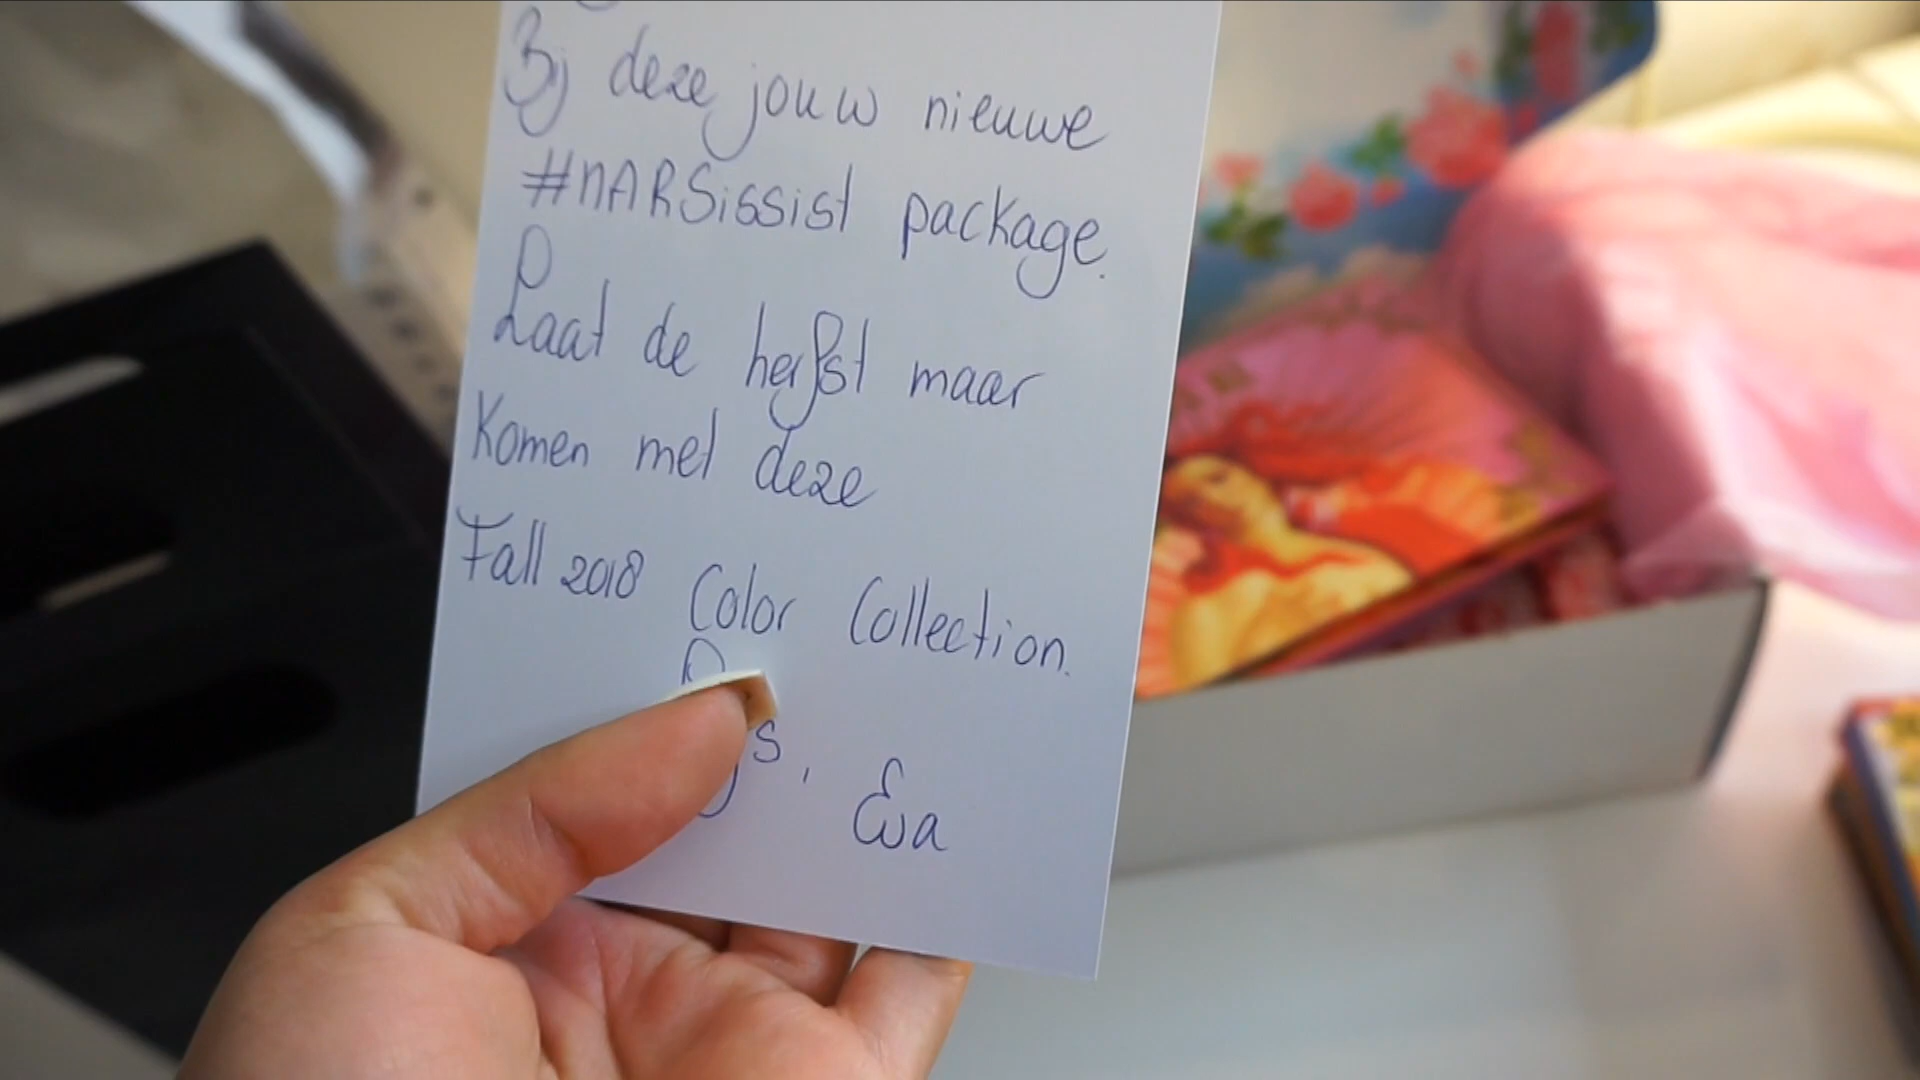 Bij deze jouw nieuwe
#NARSissist package.
Laat de herfst maar
komen met deze
Fall 2018 Color Collection.
Eva